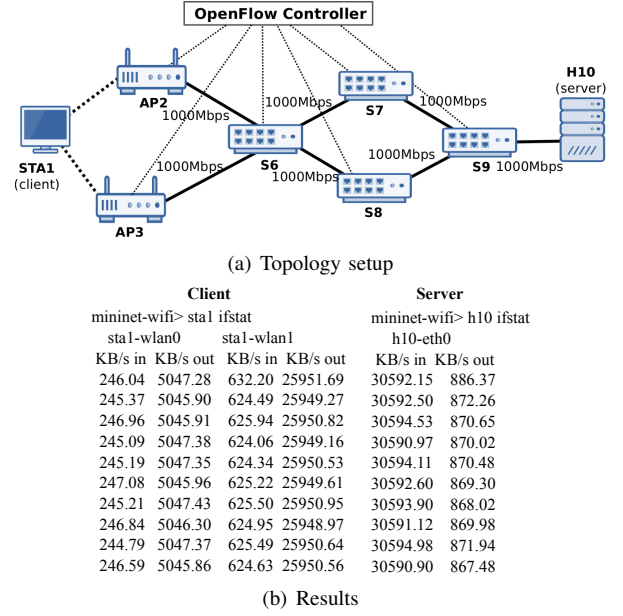 OpenFlow Controller
AP2
1000Mbps
S7
1000Mbps
H10
(server)
STA1
(client)
1000Mbps
S6
1000Mbps
1000Mbps
S9
1000Mbps
AP3
S8
(a) Topology setup
Client Server
mininet-wifi> sta1 ifstat mininet-wifi> h10 ifstat
sta1-wlan0 sta1-wlan1 h10-eth0
KB/s in KB/s out KB/s in KB/s out KB/s in KB/s out
246.04 5047.28 632.20 25951.69 30592.15 886.37
245.37 5045.90 624.49 25949.27 30592.50 872.26
246.96 5045.91 625.94 25950.82 30594.53 870.65
245.09 5047.38 624.06 25949.16 30590.97 870.02
245.19 5047.35 624.34 25950.53 30594.11 870.48
247.08 5045.96 625.22 25949.61 30592.60 869.30
245.21 5047.43 625.50 25950.95 30593.90 868.02
246.84 5046.30 624.95 25948.97 30591.12 869.98
244.79 5047.37 625.49 25950.64 30594.98 871.94
246.59 5045.86 624.63 25950.56 30590.90 867.48
(b) Results